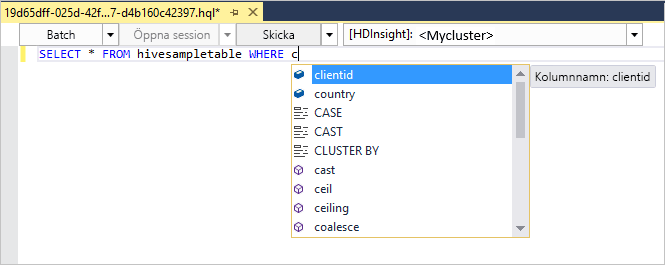 19d65dff-025d-42f...7-d4b160c42397.hql*
Batch Öppna session Skicka [HDInsight]: <Mycluster>
SELECT * FROM hivesampletable WHERE c
clientid Kolumnnamn: clientid
country
CASE
CAST
CLUSTER BY
cast
ceil
ceiling
coalesce